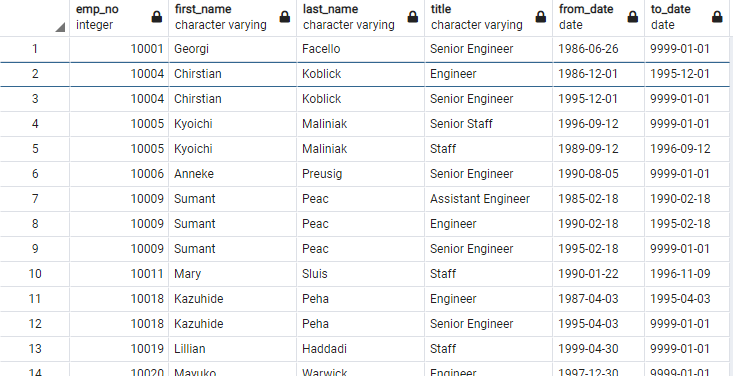 emp_no first_name last_name title from_date to_date
integer character varying character varying character varying date date
1 10001 Georgi Facello Senior Engineer 1986-06-26 9999-01-01
2 10004 Chirstian Koblick Engineer 1986-12-01 1995-12-01
3 10004 Chirstian Koblick Senior Engineer 1995-12-01 9999-01-01
4 10005 Kyoichi Maliniak Senior Staff 1996-09-12 9999-01-01
5 10005 Kyoichi Maliniak Staff 1989-09-12 1996-09-12
6 10006 Anneke Preusig Senior Engineer 1990-08-05 9999-01-01
7 10009 Sumant Peac Assistant Engineer 1985-02-18 1990-02-18
8 10009 Sumant Peac Engineer 1990-02-18 1995-02-18
9 10009 Sumant Peac Senior Engineer 1995-02-18 9999-01-01
10 10011 Mary Sluis Staff 1990-01-22 1996-11-09
11 10018 Kazuhide Peha Engineer 1987-04-03 1995-04-03
12 10018 Kazuhide Peha Senior Engineer 1995-04-03 9999-01-01
13 10019 Lillian Haddadi Staff 1999-04-30 9999-01-01
14 10020 Mayuko Warwick Engineer 1997-12-30 9999-01-01